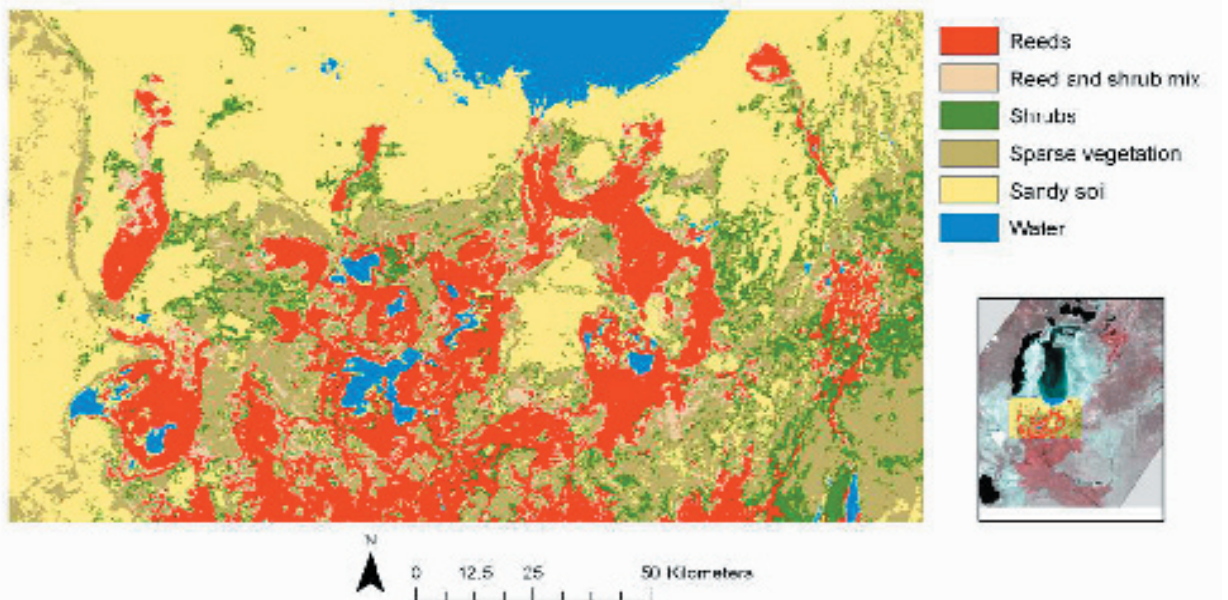 Reeds
Reed and shrub mix
Shrubs
Sparse vegetation
Sandy soil
Water
N
0 12.5 25 50 Kilometers